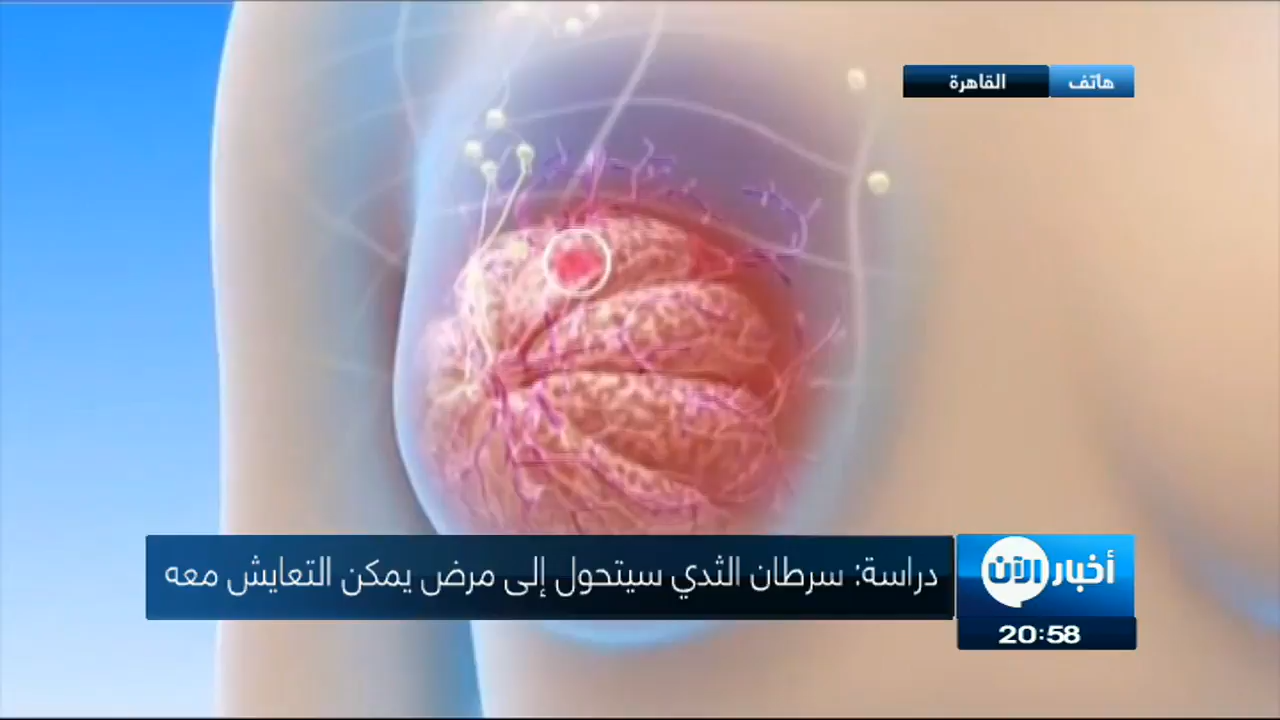 هاتف القاهرة
دراسة: سرطان الثدي سيتحول إلى مرض يمكن التعايش معه
أخبار الآن
20:58